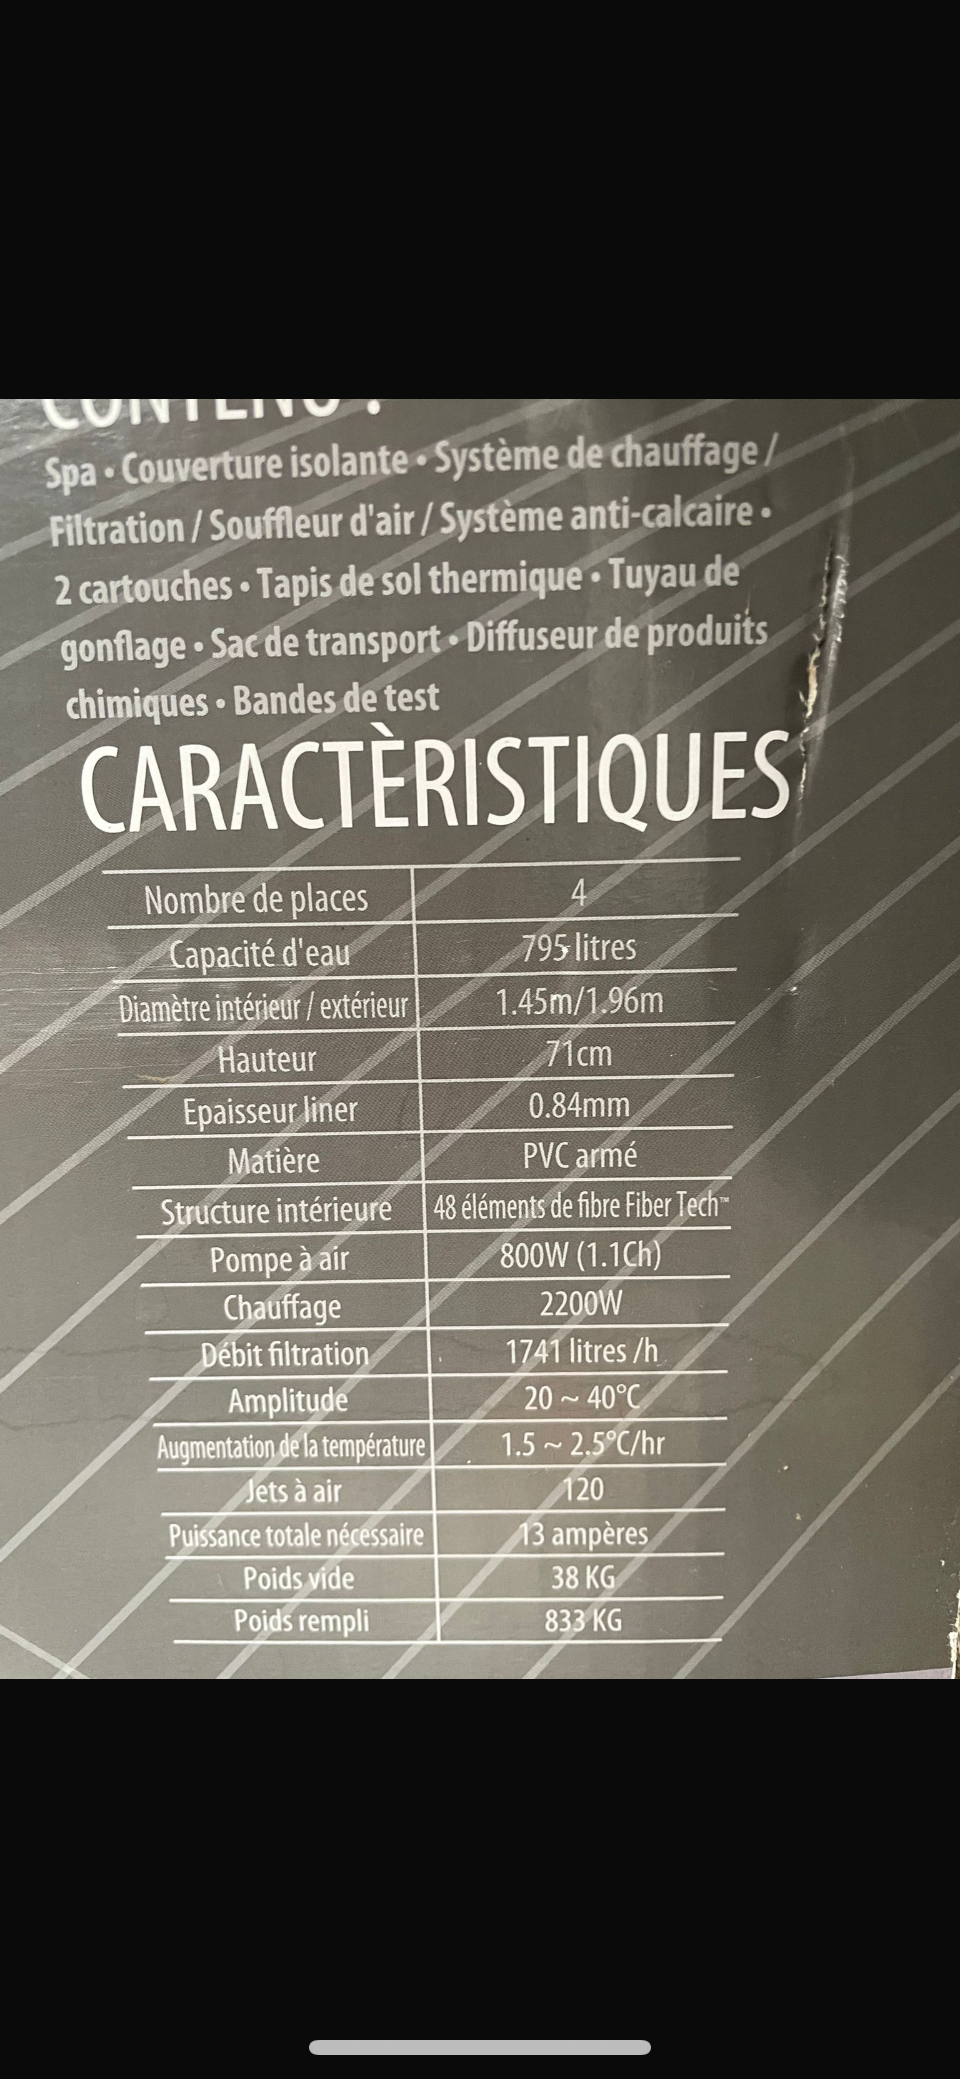 CONTENU :
Spa • Couverture isolante • Système de chauffage /
Filtration / Souffleur d'air / Système anti-calcaire •
2 cartouches • Tapis de sol thermique • Tuyau de
gonflage • Sac de transport • Diffuseur de produits
chimiques • Bandes de test
CARACTÈRISTIQUES
Nombre de places 4
Capacité d'eau 795 litres
Diamètre intérieur / extérieur 1.45m/1.96m
Hauteur 71cm
Epaisseur liner 0.84mm
Matière PVC armé
Structure intérieure 48 éléments de fibre Fiber Tech™
Pompe à air 800W (1.1Ch)
Chauffage 2200W
Débit filtration 1741 litres /h
Amplitude 20 ~ 40°C
Augmentation de la température 1.5 ~ 2.5°C/hr
Jets à air 120
Puissance totale nécessaire 13 ampères
Poids vide 38 KG
Poids rempli 833 KG